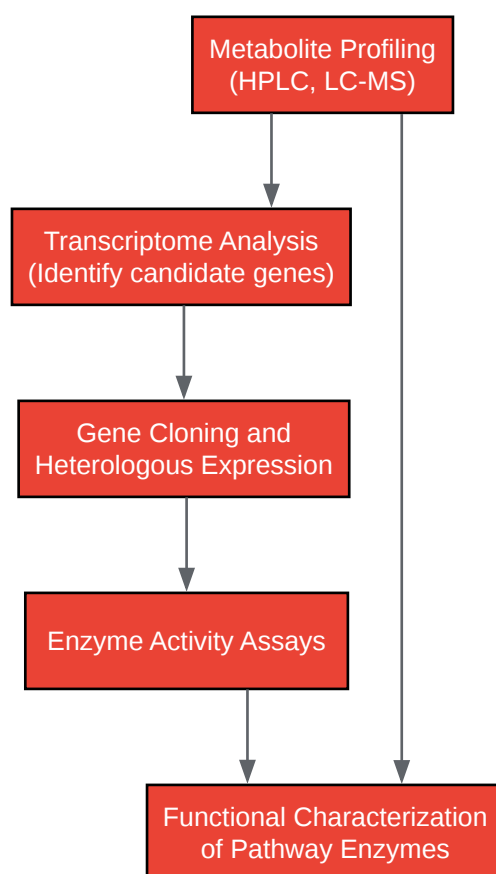 Metabolite Profiling
(HPLC, LC-MS)
Transcriptome Analysis
(Identify candidate genes)
Gene Cloning and
Heterologous Expression
Enzyme Activity Assays
Functional Characterization
of Pathway Enzymes